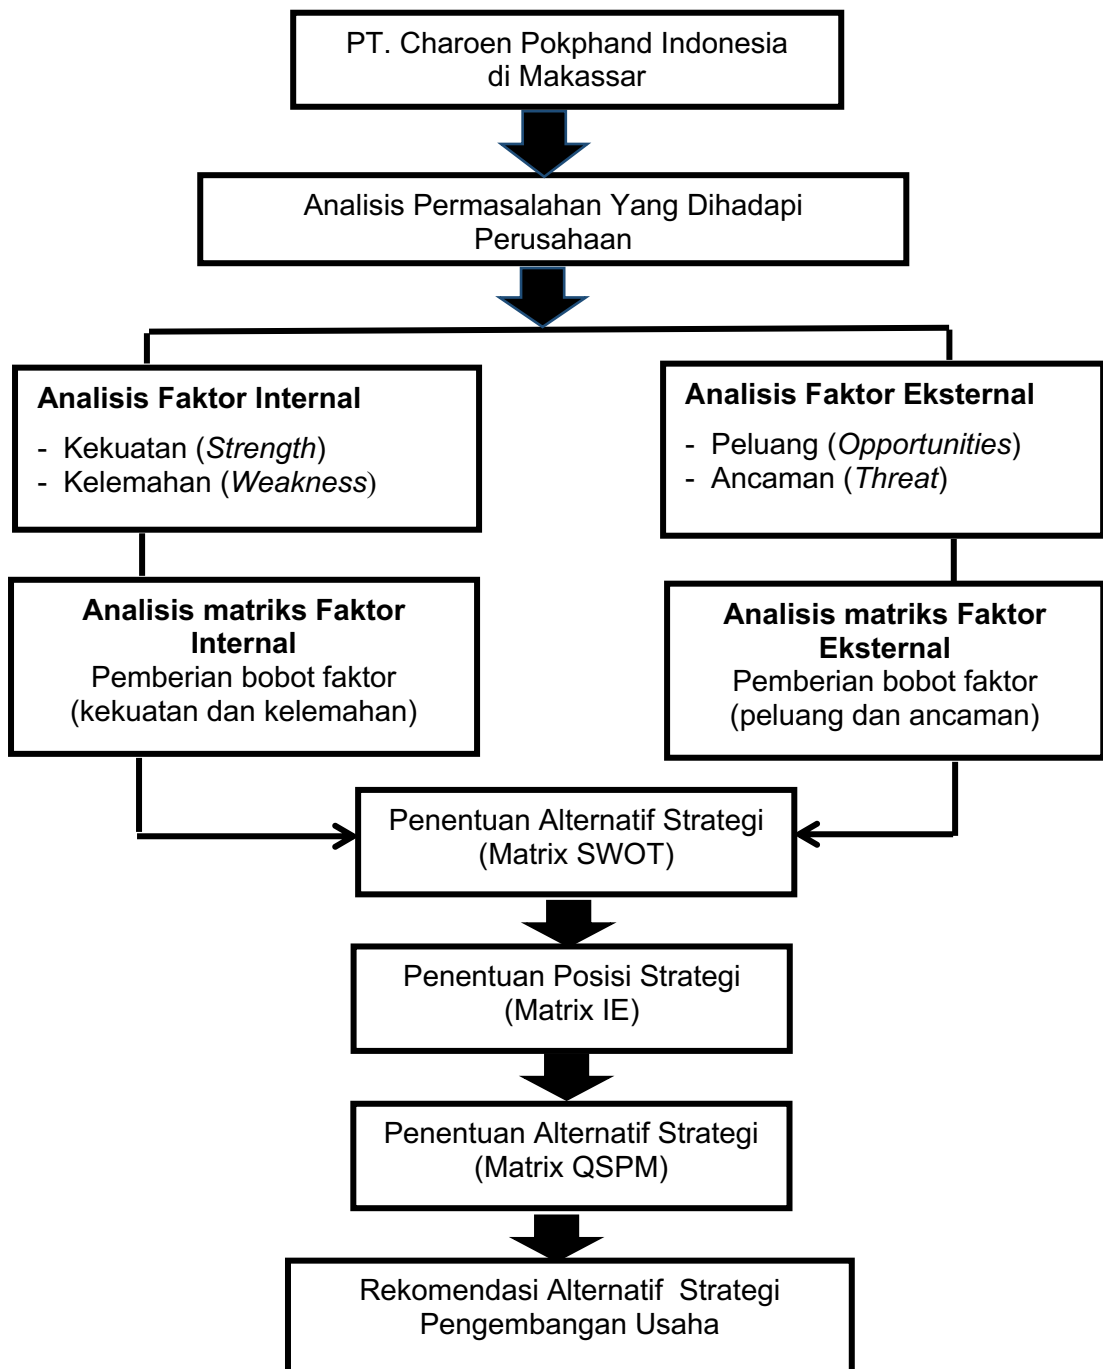 PT. Charoen Pokphand Indonesia
di Makassar
Analisis Permasalahan Yang Dihadapi
Perusahaan
Analisis Faktor Internal
- Kekuatan (Strength)
- Kelemahan (Weakness)
Analisis Faktor Eksternal
- Peluang (Opportunities)
- Ancaman (Threat)
Analisis matriks Faktor
Internal
Pemberian bobot faktor
(kekuatan dan kelemahan)
Analisis matriks Faktor
Eksternal
Pemberian bobot faktor
(peluang dan ancaman)
Penentuan Alternatif Strategi
(Matrix SWOT)
Penentuan Posisi Strategi
(Matrix IE)
Penentuan Alternatif Strategi
(Matrix QSPM)
Rekomendasi Alternatif Strategi
Pengembangan Usaha